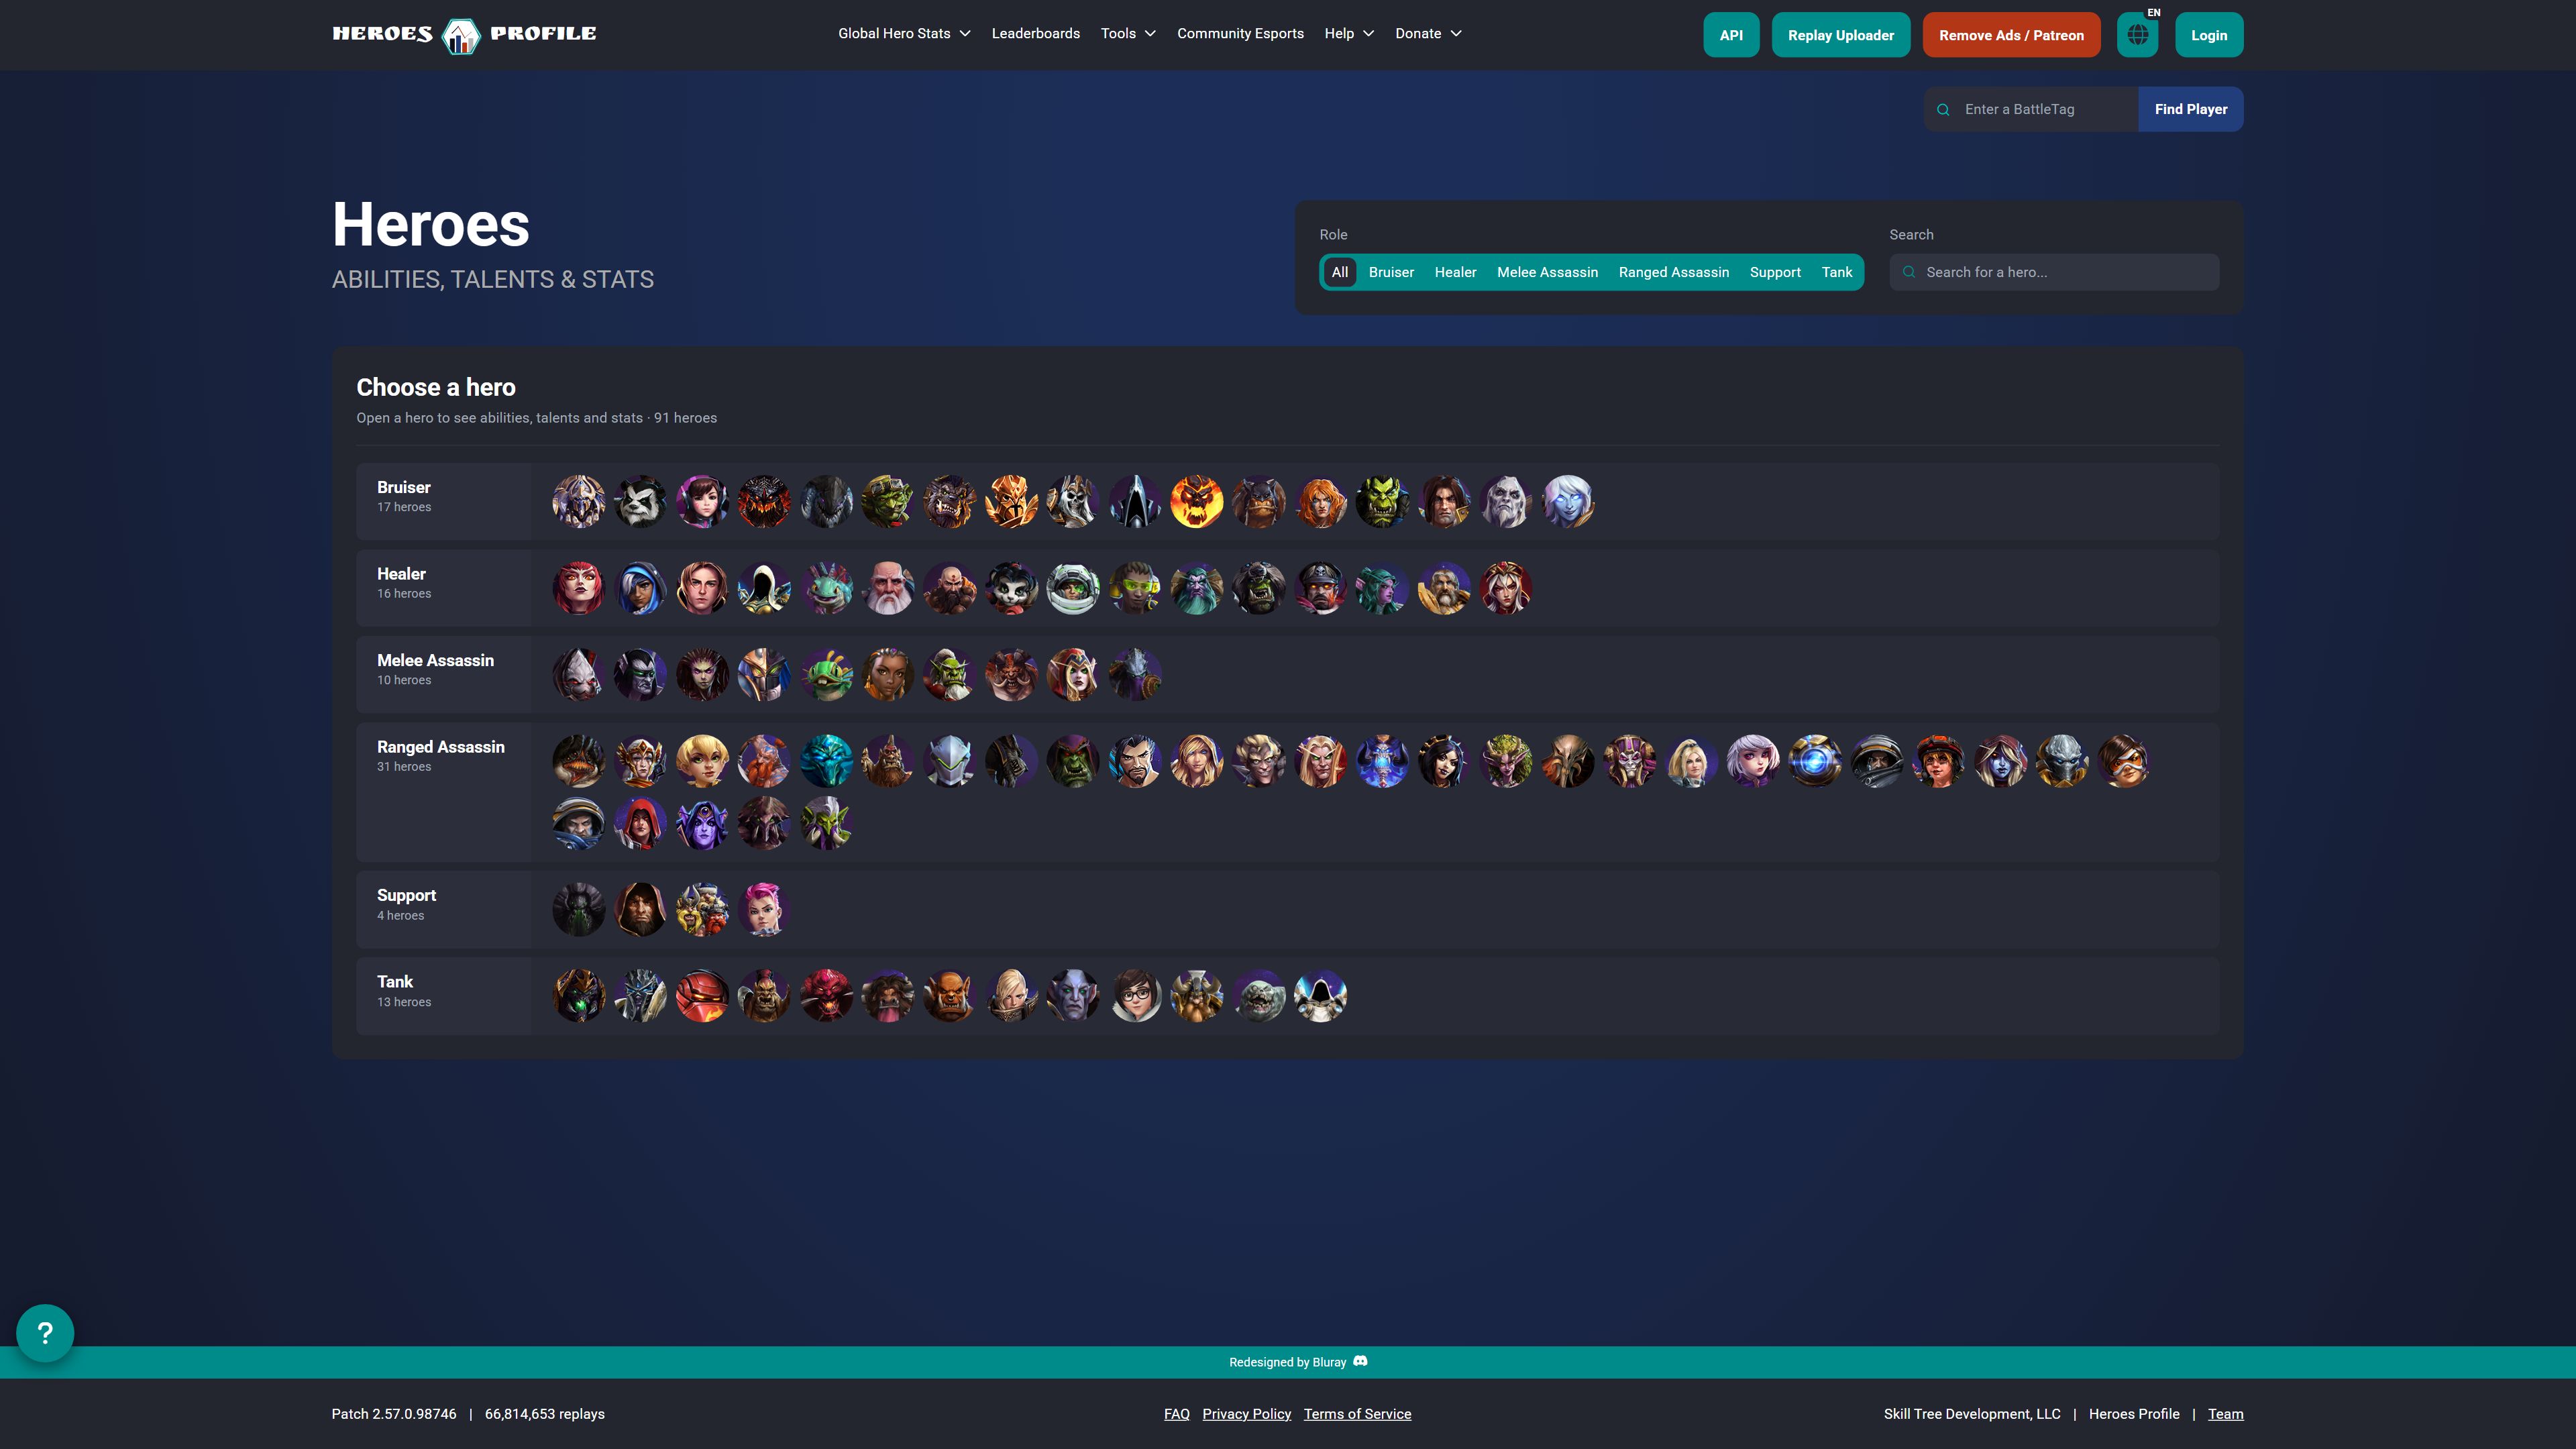 HEROES PROFILE
Global Hero Stats
Leaderboards
Tools
Community Esports
Help
Donate
API
Replay Uploader
Remove Ads / Patreon
EN
Login
Enter a BattleTag
Find Player
Heroes
ABILITIES, TALENTS & STATS
Role
All Bruiser Healer Melee Assassin Ranged Assassin Support Tank
Search
Search for a hero...
Choose a hero
Open a hero to see abilities, talents and stats · 91 heroes
Bruiser
17 heroes
Healer
16 heroes
Melee Assassin
10 heroes
Ranged Assassin
31 heroes
Support
4 heroes
Tank
13 heroes
?
Redesigned by Bluray
Patch 2.57.0.98746 | 66,814,653 replays
FAQ Privacy Policy Terms of Service
Skill Tree Development, LLC | Heroes Profile | Team